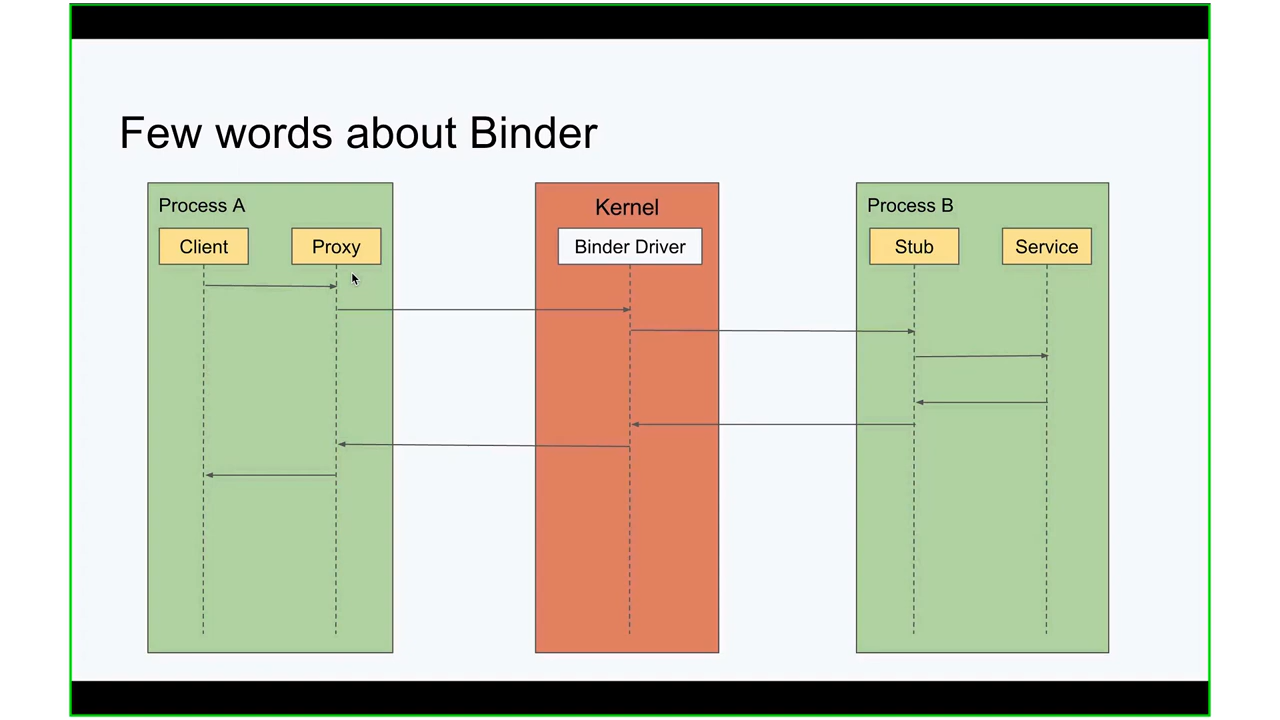 Few words about Binder
Process A
Client
Proxy
Kernel
Binder Driver
Process B
Stub
Service